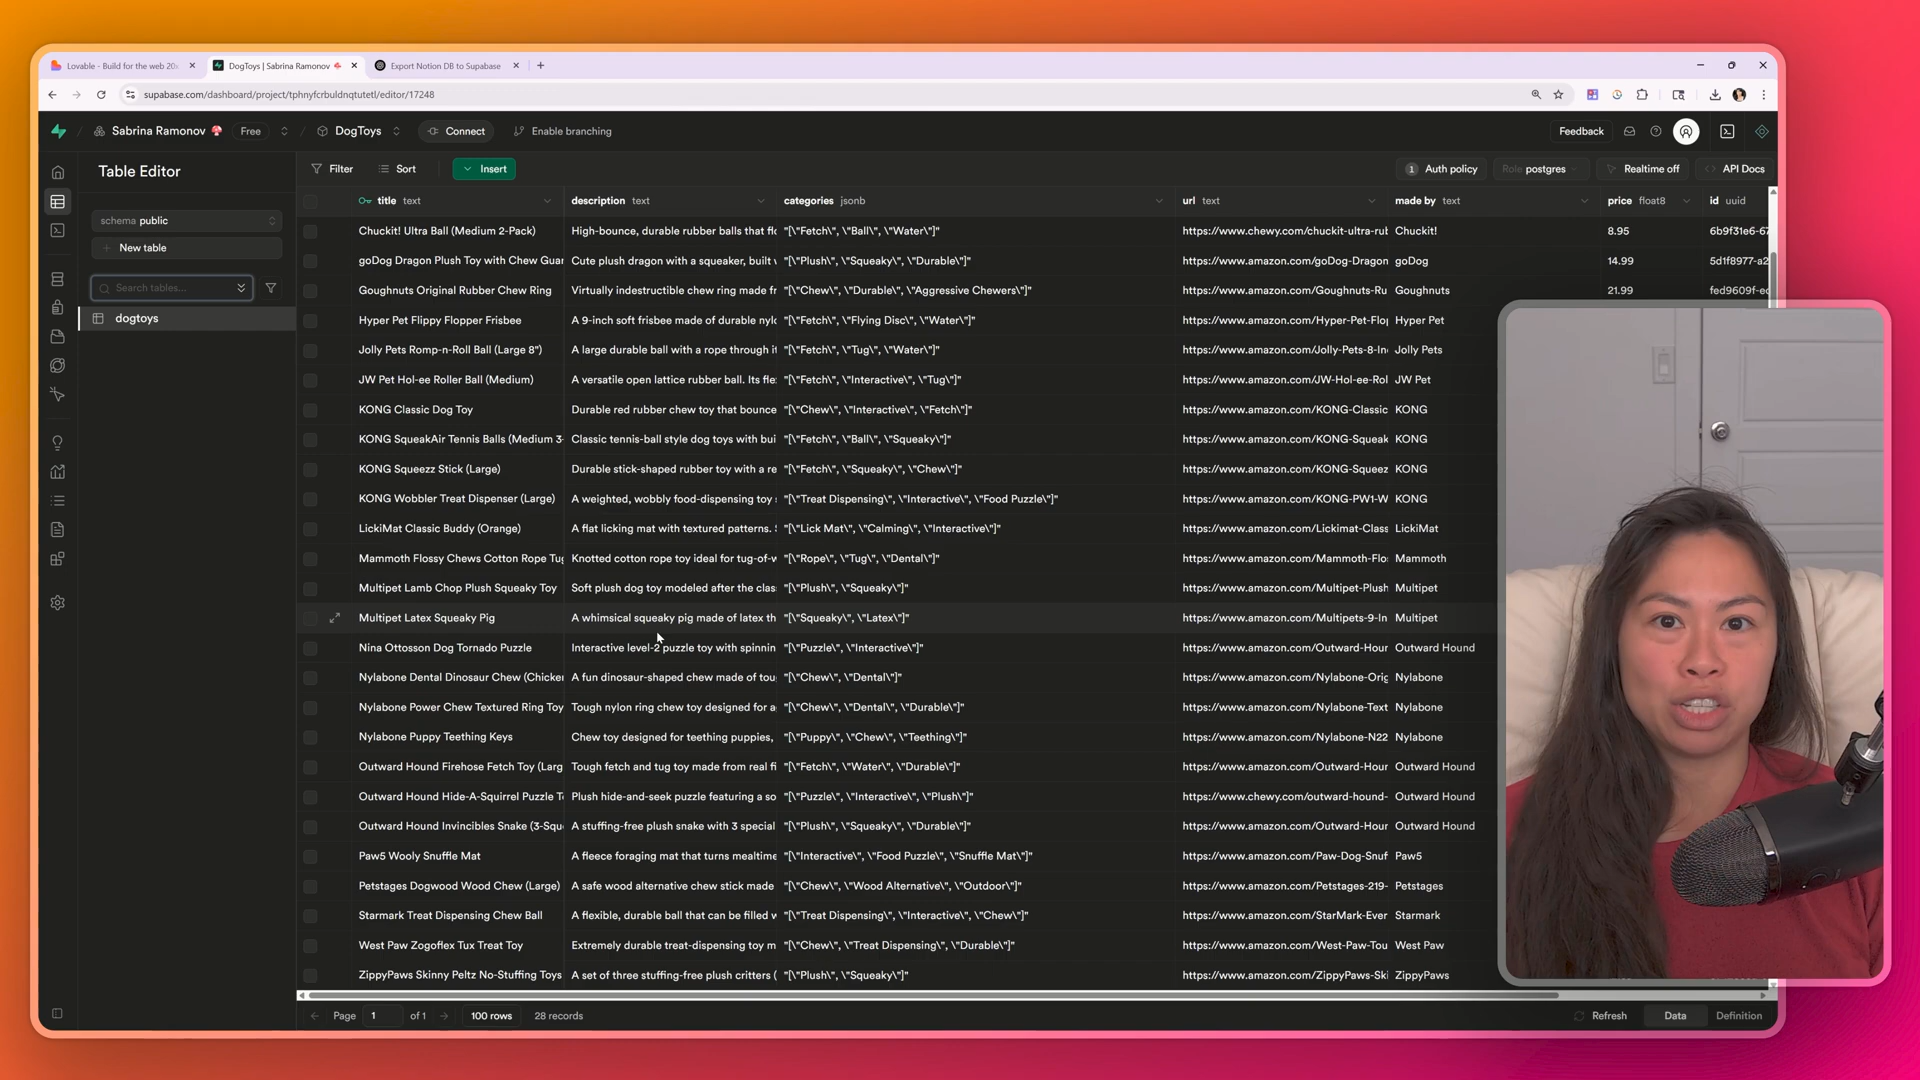 Lovable - Build for the web 20x
DogToys | Sabrina Ramonov
Export Notion DB to Supabase
supabase.com/dashboard/project/tphnyfcrbuldnqtutetl/editor/17248
Sabrina Ramonov
Free
DogToys
Connect
Enable branching
Feedback
Table Editor
Filter
Sort
Insert
1 Auth policy
Role postgres
Realtime off
API Docs
schema public
New table
Search tables...
dogtoys
title text description text categories jsonb url text made by text price float8 id uuid
Chuckit! Ultra Ball (Medium 2-Pack) High-bounce, durable rubber balls that flo "[\"Fetch\", \"Ball\", \"Water\"]" https://www.chewy.com/chuckit-ultra-rub Chuckit! 8.95 6b9f31e6-67
goDog Dragon Plush Toy with Chew Guar Cute plush dragon with a squeaker, built v "[\"Plush\", \"Squeaky\", \"Durable\"]" https://www.amazon.com/goDog-Dragon goDog 14.99 5d1f8977-a2
Goughnuts Original Rubber Chew Ring Virtually indestructible chew ring made fr "[\"Chew\", \"Durable\", \"Aggressive Chewers\"]" https://www.amazon.com/Goughnuts-Ru Goughnuts 21.99 fed9609f-ec
Hyper Pet Flippy Flopper Frisbee A 9-inch soft frisbee made of durable nylo "[\"Fetch\", \"Flying Disc\", \"Water\"]" https://www.amazon.com/Hyper-Pet-Flop Hyper Pet
Jolly Pets Romp-n-Roll Ball (Large 8") A large durable ball with a rope through it "[\"Fetch\", \"Tug\", \"Water\"]" https://www.amazon.com/Jolly-Pets-8-In Jolly Pets
JW Pet Hol-ee Roller Ball (Medium) A versatile open lattice rubber ball. Its fle "[\"Fetch\", \"Interactive\", \"Tug\"]" https://www.amazon.com/JW-Hol-ee-Rol JW Pet
KONG Classic Dog Toy Durable red rubber chew toy that bounce "[\"Chew\", \"Interactive\", \"Fetch\"]" https://www.amazon.com/KONG-Classic KONG
KONG SqueakAir Tennis Balls (Medium 3- Classic tennis-ball style dog toys with bui "[\"Fetch\", \"Ball\", \"Squeaky\"]" https://www.amazon.com/KONG-Squeak KONG
KONG Squeezz Stick (Large) Durable stick-shaped rubber toy with a re "[\"Fetch\", \"Squeaky\", \"Chew\"]" https://www.amazon.com/KONG-Squeez KONG
KONG Wobbler Treat Dispenser (Large) A weighted, wobbly food-dispensing toy "[\"Treat Dispensing\", \"Interactive\", \"Food Puzzle\"]" https://www.amazon.com/KONG-PW1-W KONG
LickiMat Classic Buddy (Orange) A flat licking mat with textured patterns. "[\"Lick Mat\", \"Calming\", \"Interactive\"]" https://www.amazon.com/Lickimat-Class LickiMat
Mammoth Flossy Chews Cotton Rope Tug Knotted cotton rope toy ideal for tug-of-w "[\"Rope\", \"Tug\", \"Dental\"]" https://www.amazon.com/Mammoth-Flo Mammoth
Multipet Lamb Chop Plush Squeaky Toy Soft plush dog toy modeled after the clas "[\"Plush\", \"Squeaky\"]" https://www.amazon.com/Multipet-Plush Multipet
Multipet Latex Squeaky Pig A whimsical squeaky pig made of latex th "[\"Squeaky\", \"Latex\"]" https://www.amazon.com/Multipets-9-In Multipet
Nina Ottosson Dog Tornado Puzzle Interactive level-2 puzzle toy with spinnin "[\"Puzzle\", \"Interactive\"]" https://www.amazon.com/Outward-Hour Outward Hound
Nylabone Dental Dinosaur Chew (Chicken A fun dinosaur-shaped chew made of tou "[\"Chew\", \"Dental\"]" https://www.amazon.com/Nylabone-Orig Nylabone
Nylabone Power Chew Textured Ring Toy Tough nylon ring chew toy designed for a "[\"Chew\", \"Dental\", \"Durable\"]" https://www.amazon.com/Nylabone-Text Nylabone
Nylabone Puppy Teething Keys Chew toy designed for teething puppies, "[\"Puppy\", \"Chew\", \"Teething\"]" https://www.amazon.com/Nylabone-N22 Nylabone
Outward Hound Firehose Fetch Toy (Larg Tough fetch and tug toy made from real fi "[\"Fetch\", \"Water\", \"Durable\"]" https://www.amazon.com/Outward-Hour Outward Hound
Outward Hound Hide-A-Squirrel Puzzle T Plush hide-and-seek puzzle featuring a so "[\"Puzzle\", \"Interactive\", \"Plush\"]" https://www.chewy.com/outward-hound- Outward Hound
Outward Hound Invincibles Snake (3-Squ A stuffing-free plush snake with 3 special "[\"Plush\", \"Squeaky\", \"Durable\"]" https://www.amazon.com/Outward-Hour Outward Hound
Paw5 Wooly Snuffle Mat A fleece foraging mat that turns mealtime "[\"Interactive\", \"Food Puzzle\", \"Snuffle Mat\"]" https://www.amazon.com/Paw-Dog-Snuf Paw5
Petstages Dogwood Wood Chew (Large) A safe wood alternative chew stick made "[\"Chew\", \"Wood Alternative\", \"Outdoor\"]" https://www.amazon.com/Petstages-219- Petstages
Starmark Treat Dispensing Chew Ball A flexible, durable ball that can be filled w "[\"Treat Dispensing\", \"Interactive\", \"Chew\"]" https://www.amazon.com/StarMark-Ever Starmark
West Paw Zogoflex Tux Treat Toy Extremely durable treat-dispensing toy m "[\"Chew\", \"Treat Dispensing\", \"Durable\"]" https://www.amazon.com/West-Paw-Tou West Paw
ZippyPaws Skinny Peltz No-Stuffing Toys A set of three stuffing-free plush critters ( "[\"Plush\", \"Squeaky\"]" https://www.amazon.com/ZippyPaws-Ski ZippyPaws
Page 1 of 1 100 rows 28 records
Refresh Data Definition